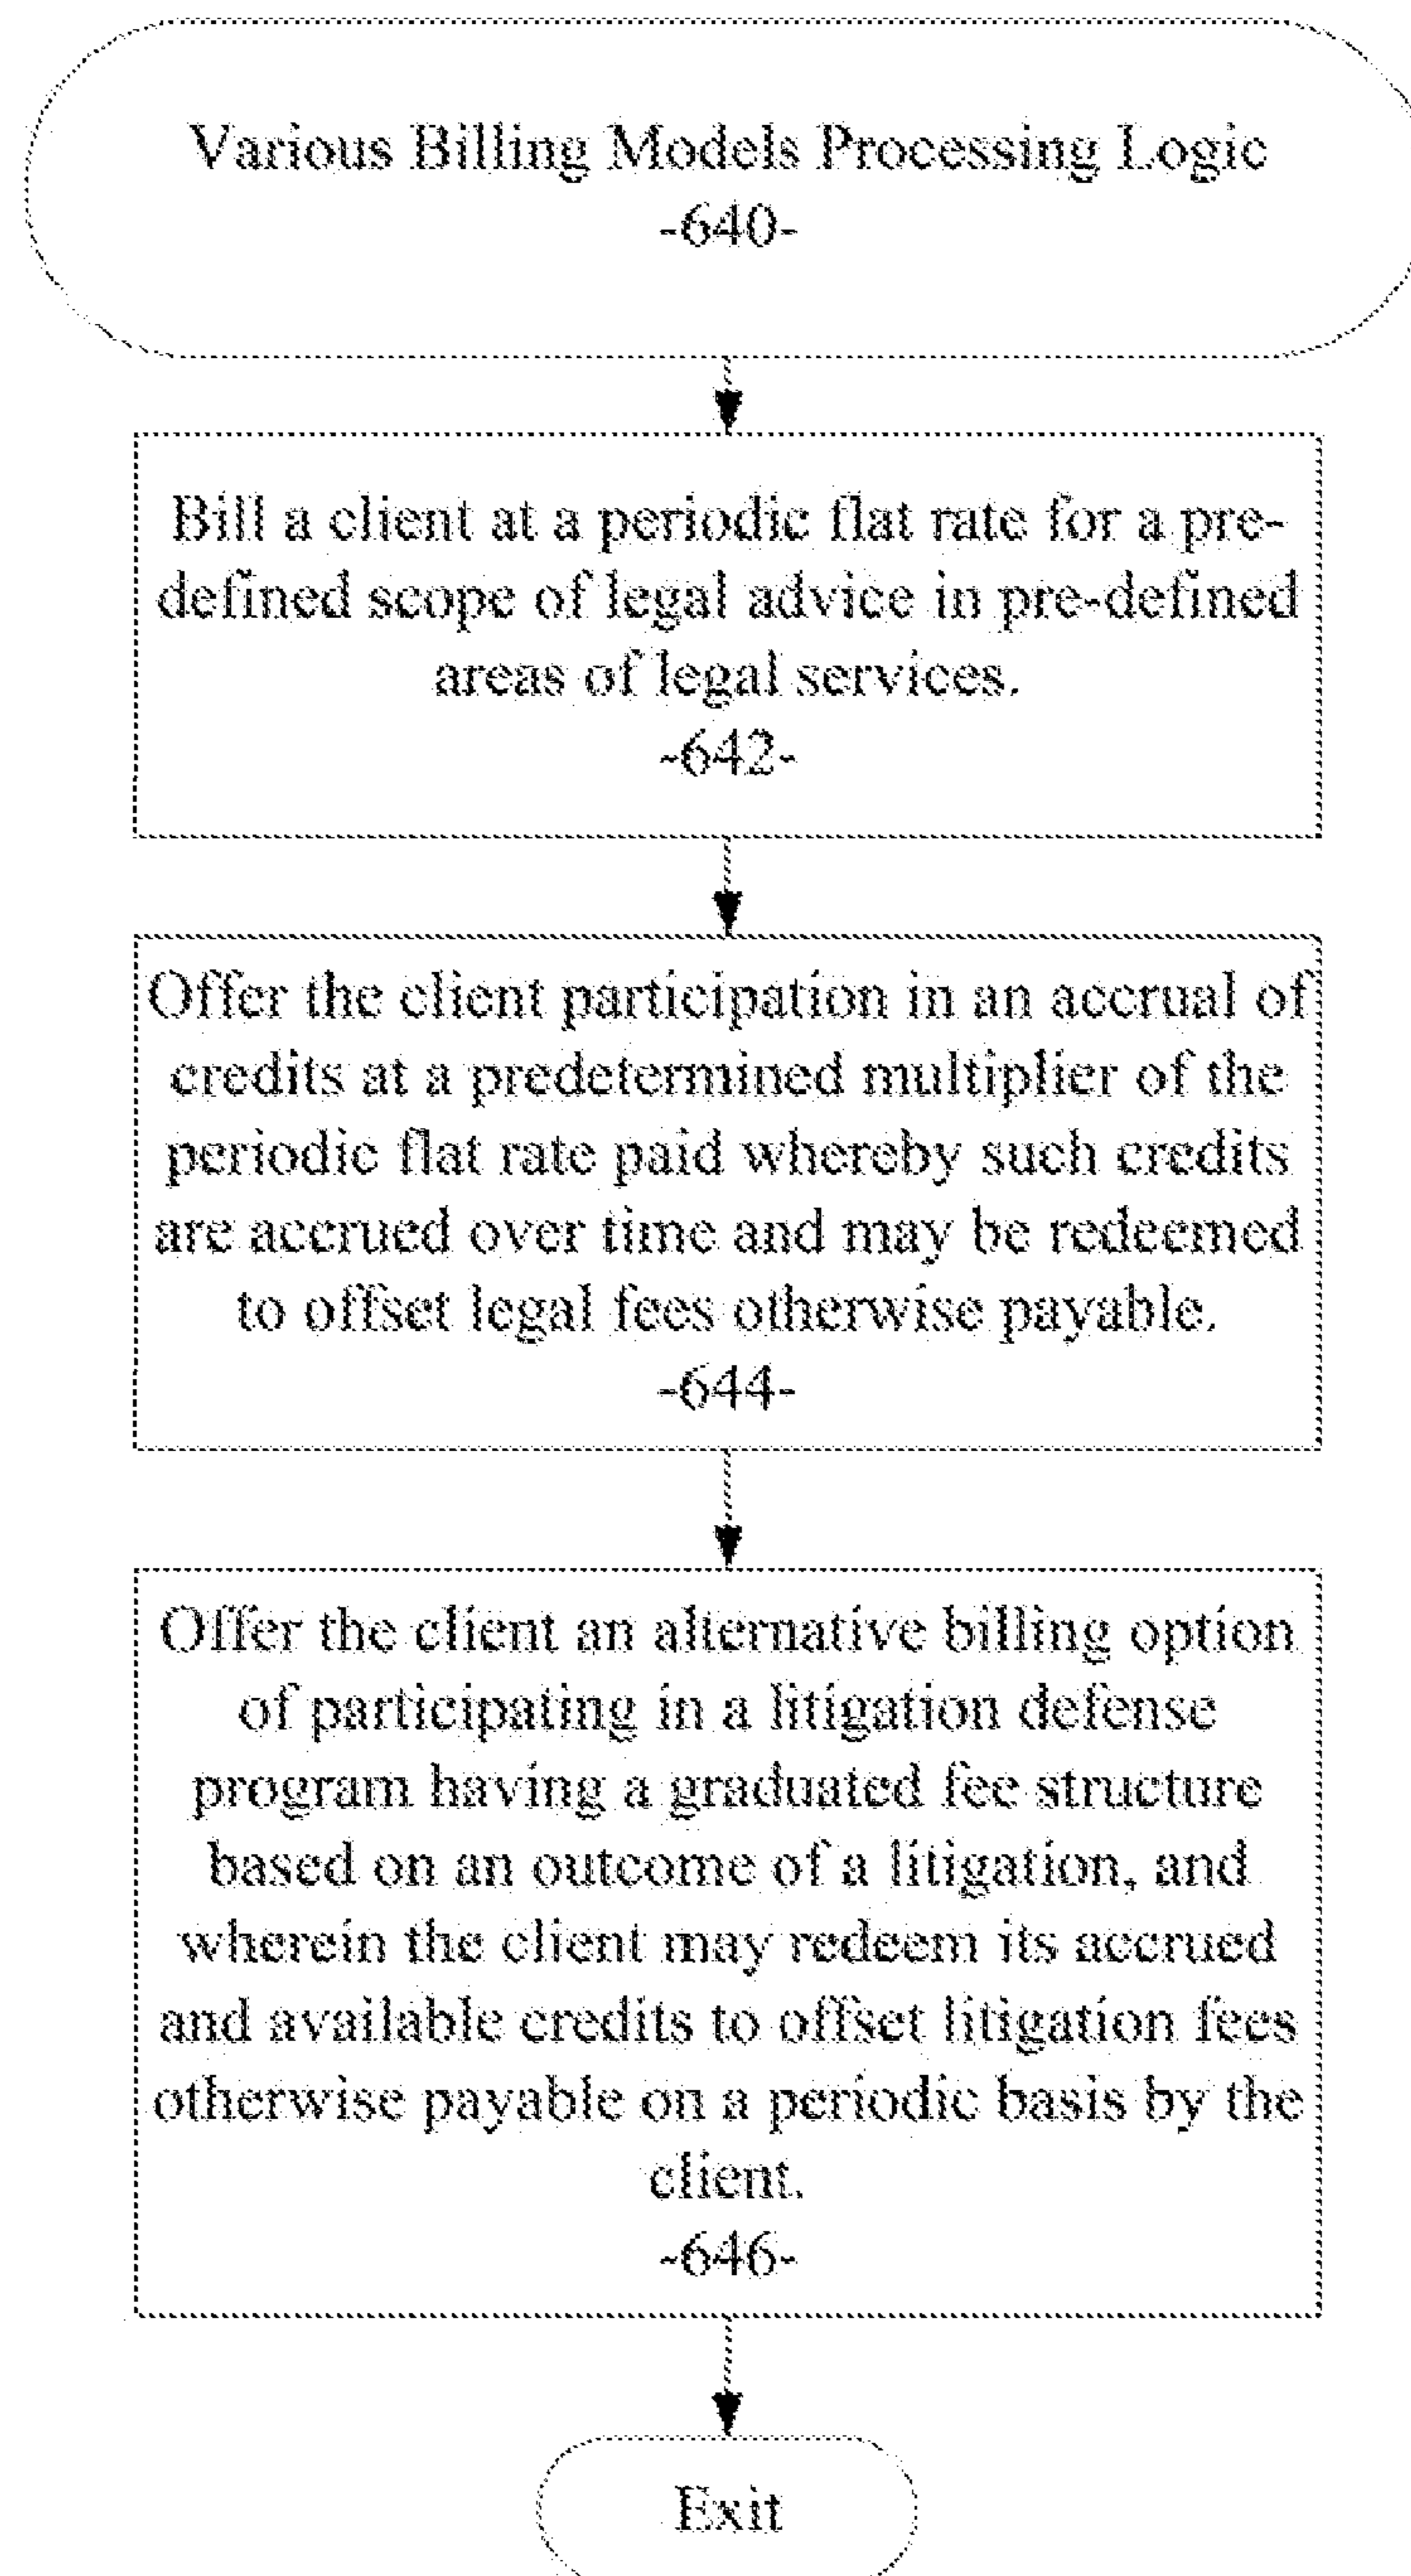 Various Billing Models Processing Logic
-640-
Bill a client at a periodic flat rate for a pre-
defined scope of legal advice in pre-defined
areas of legal services.
-642-
Offer the client participation in an accrual of
credits at a predetermined multiplier of the
periodic flat rate paid whereby such credits
are accrued over time and may be redeemed
to offset legal fees otherwise payable.
-644-
Offer the client an alternative billing option
of participating in a litigation defense
program having a graduated fee structure
based on an outcome of a litigation, and
wherein the client may redeem its accrued
and available credits to offset litigation fees
otherwise payable on a periodic basis by the
client.
-646-
Exit